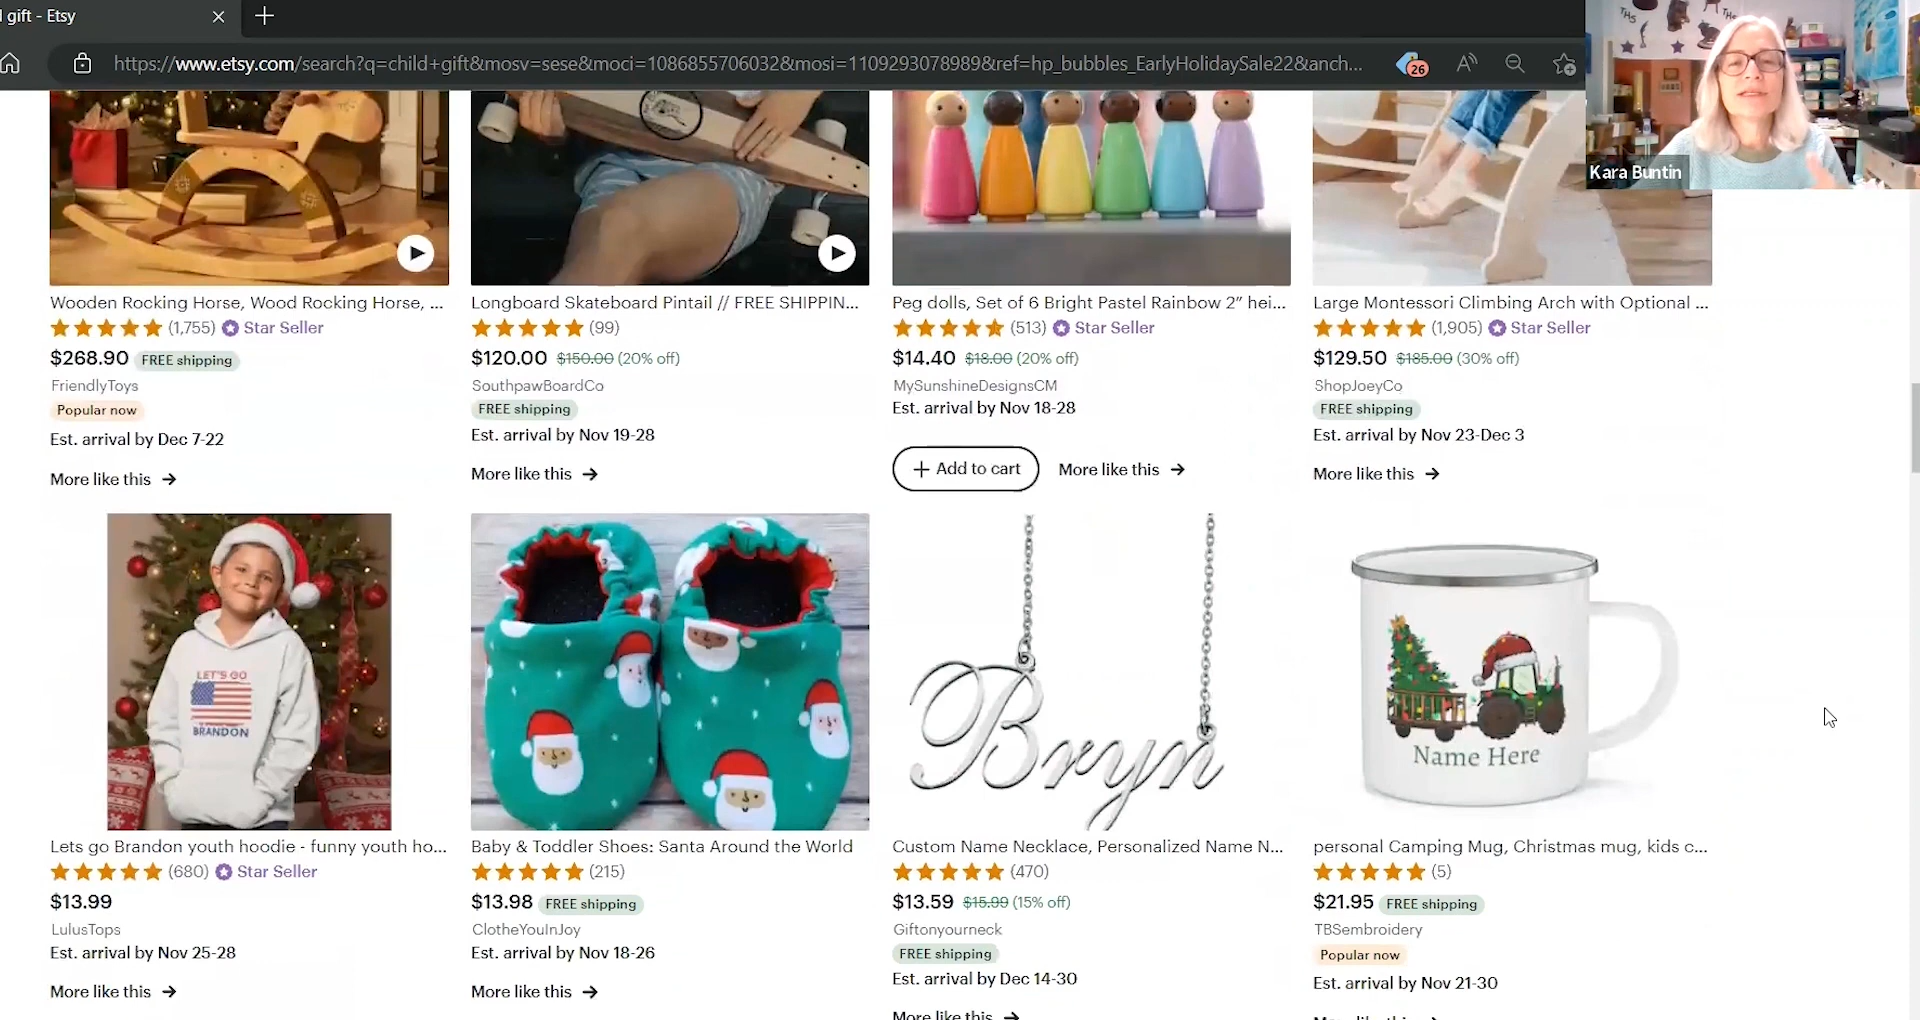 l gift - Etsy
https://www.etsy.com/search?q=child+gift&mosv=sese&moci=1086855706032&mosi=1109293078989&ref=hp_bubbles_EarlyHolidaySale22&anch...
26
THS
Kara Buntin
Wooden Rocking Horse, Wood Rocking Horse, ...
(1,755) Star Seller
$268.90 FREE shipping
FriendlyToys
Popular now
Est. arrival by Dec 7-22
More like this →
Longboard Skateboard Pintail // FREE SHIPPIN...
(99)
$120.00 $150.00 (20% off)
SouthpawBoardCo
FREE shipping
Est. arrival by Nov 19-28
More like this →
Peg dolls, Set of 6 Bright Pastel Rainbow 2” hei...
(513) Star Seller
$14.40 $18.00 (20% off)
MySunshineDesignsCM
Est. arrival by Nov 18-28
+ Add to cart More like this →
Large Montessori Climbing Arch with Optional ...
(1,905) Star Seller
$129.50 $185.00 (30% off)
ShopJoeyCo
FREE shipping
Est. arrival by Nov 23-Dec 3
More like this →
LET'S GO
BRANDON
Lets go Brandon youth hoodie - funny youth ho...
(680) Star Seller
$13.99
LulusTops
Est. arrival by Nov 25-28
More like this →
Baby & Toddler Shoes: Santa Around the World
(215)
$13.98 FREE shipping
ClotheYouInJoy
Est. arrival by Nov 18-26
More like this →
Bryn
Custom Name Necklace, Personalized Name N...
(470)
$13.59 $15.99 (15% off)
Giftonyourneck
FREE shipping
Est. arrival by Dec 14-30
More like this →
Name Here
personal Camping Mug, Christmas mug, kids c...
(5)
$21.95 FREE shipping
TBSembroidery
Popular now
Est. arrival by Nov 21-30